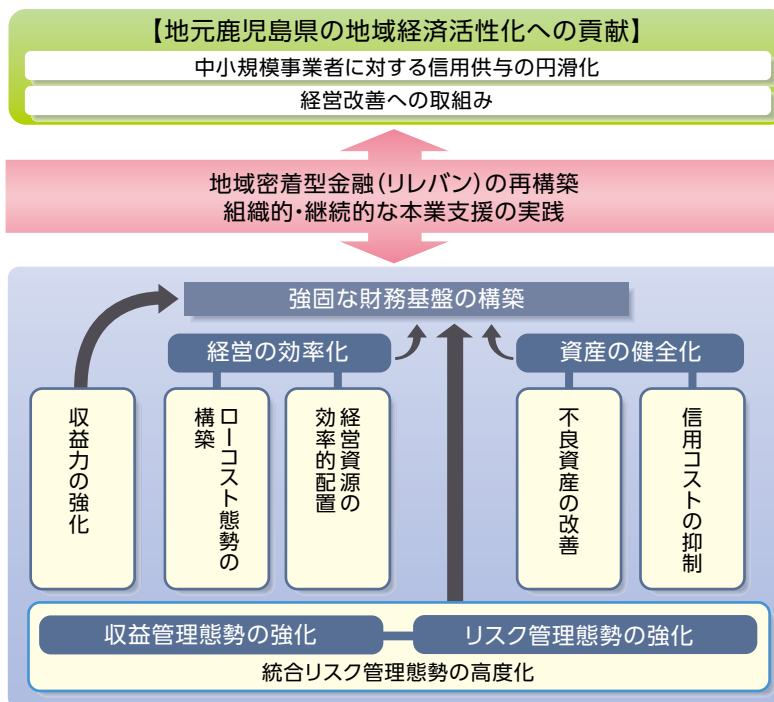 【地元鹿児島県の地域経済活性化への貢献】
中小規模事業者に対する信用供与の円滑化
経営改善への取組み
地域密着型金融（リレバン）の再構築
組織的・継続的な本業支援の実践
強固な財務基盤の構築
経営の効率化
資産の健全化
収益力の強化
ローコスト態勢の
構築
経営資源の
効率的配置
不良資産の改善
信用コストの抑制
収益管理態勢の強化
リスク管理態勢の強化
統合リスク管理態勢の高度化